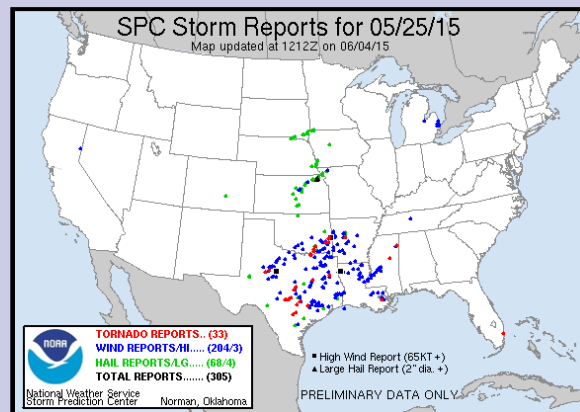 SPC Storm Reports for 05/25/15
Map updated at 1212Z on 06/04/15
TORNADO REPORTS.. (33)
WIND REPORTS/HI..... (204/3)
HAIL REPORTS/LG..... (68/4)
TOTAL REPORTS....... (305)
NOAA
National Weather Service
Storm Prediction Center Norman, Oklahoma
■ High Wind Report (65KT +)
▲ Large Hail Report (2" dia. +)
PRELIMINARY DATA ONLY